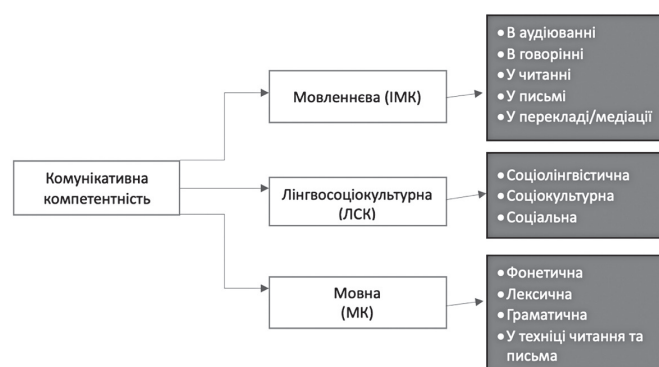 Комунікативна
компетентність
Мовленнєва (ІМК)
• В аудіюванні
• В говорінні
• У читанні
• У письмі
• У перекладі/медіації
Лінгвосоціокультурна
(ЛСК)
• Соціолінгвістична
• Соціокультурна
• Соціальна
Мовна
(МК)
• Фонетична
• Лексична
• Граматична
• У техніці читання та
письма